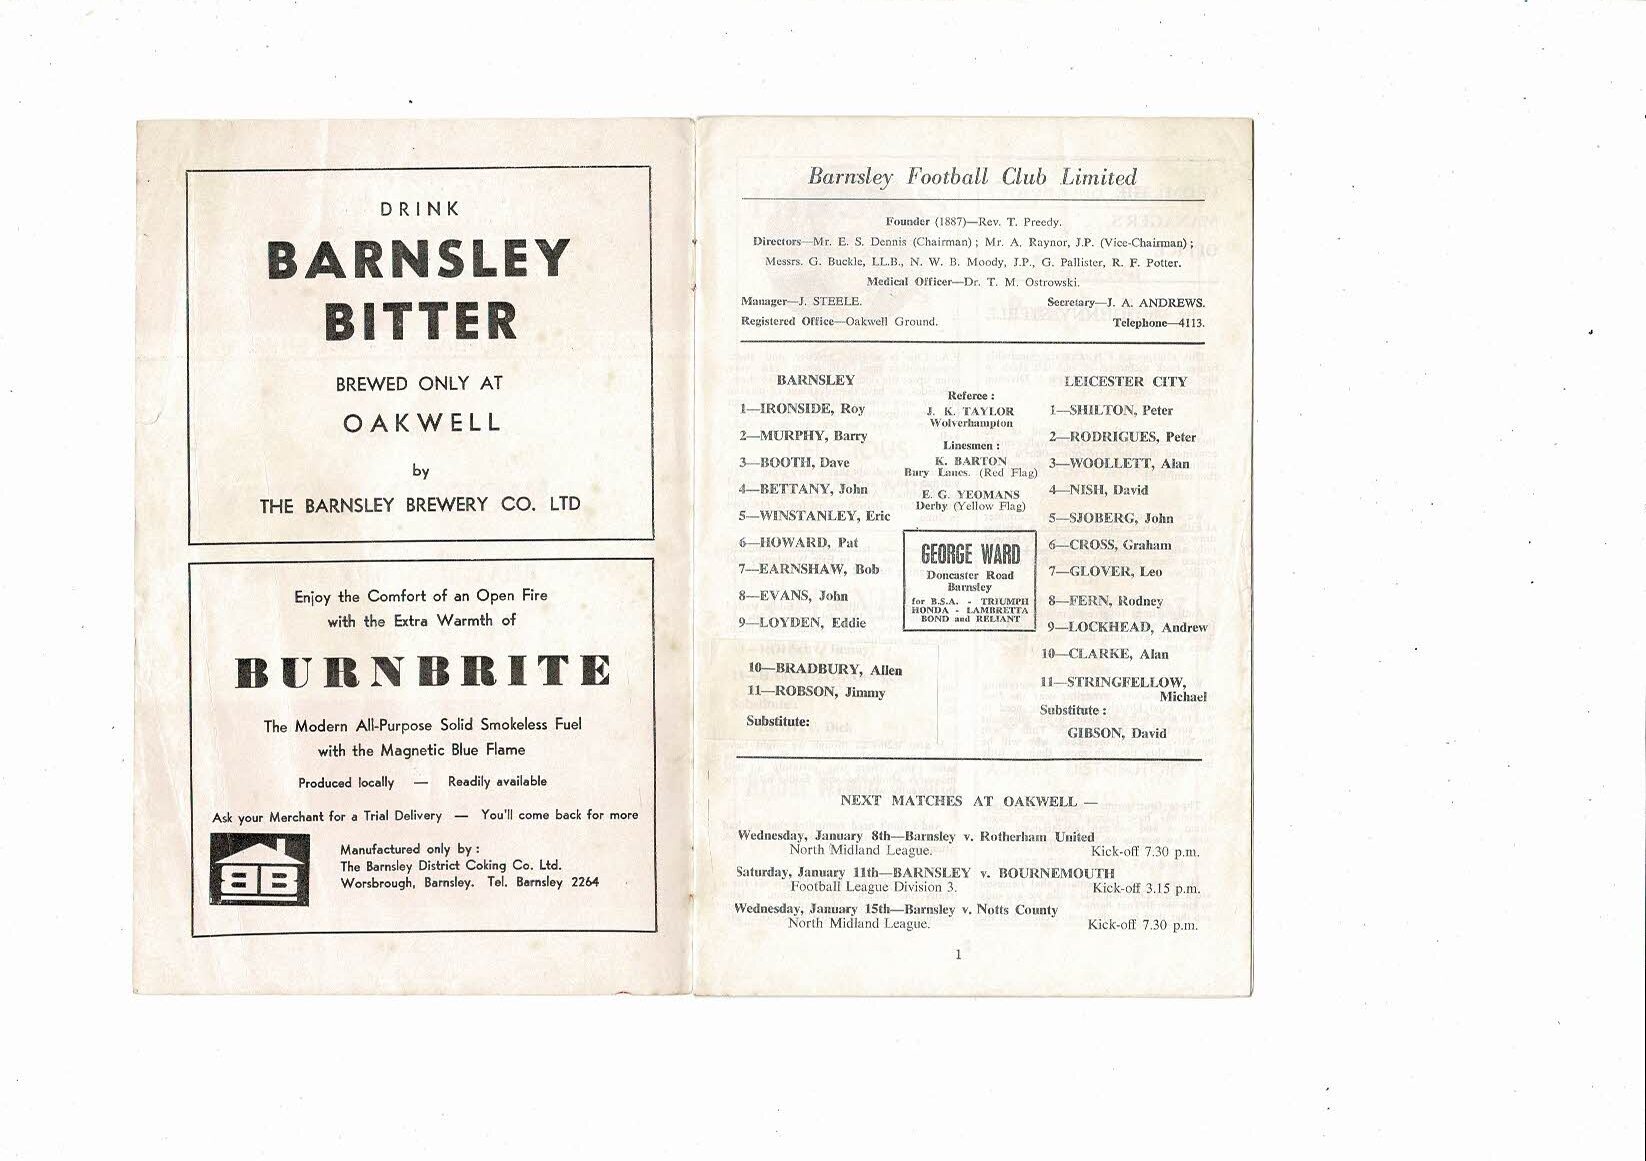 DRINK
BARNSLEY
BITTER
BREWED ONLY AT
OAKWELL
by
THE BARNSLEY BREWERY CO. LTD
Enjoy the Comfort of an Open Fire
with the Extra Warmth of
BURNBRITE
The Modern All-Purpose Solid Smokeless Fuel
with the Magnetic Blue Flame
Produced locally — Readily available
Ask your Merchant for a Trial Delivery — You'll come back for more
BB
Manufactured only by :
The Barnsley District Coking Co. Ltd.
Worsbrough, Barnsley. Tel. Barnsley 2264
Barnsley Football Club Limited
Founder (1887)—Rev. T. Preedy.
Directors—Mr. E. S. Dennis (Chairman) ; Mr. A. Raynor, J.P. (Vice-Chairman) ;
Messrs. G. Buckle, LL.B., N. W. B. Moody, J.P., G. Pallister, R. F. Potter.
Medical Officer—Dr. T. M. Ostrowski.
Manager—J. STEELE. Secretary—J. A. ANDREWS.
Registered Office—Oakwell Ground. Telephone—4113.
BARNSLEY
1—IRONSIDE, Roy
2—MURPHY, Barry
3—BOOTH, Dave
4—BETTANY, John
5—WINSTANLEY, Eric
6—HOWARD, Pat
7—EARNSHAW, Bob
8—EVANS, John
9—LOYDEN, Eddie
10—BRADBURY, Allen
11—ROBSON, Jimmy
Substitute:
Referee :
J. K. TAYLOR
Wolverhampton
Linesmen :
K. BARTON
Bury Lancs. (Red Flag)
E. G. YEOMANS
Derby (Yellow Flag)
GEORGE WARD
Doncaster Road
Barnsley
for B.S.A. - TRIUMPH
HONDA - LAMBRETTA
BOND and RELIANT
LEICESTER CITY
1—SHILTON, Peter
2—RODRIGUES, Peter
3—WOOLLETT, Alan
4—NISH, David
5—SJOBERG, John
6—CROSS, Graham
7—GLOVER, Leo
8—FERN, Rodney
9—LOCKHEAD, Andrew
10—CLARKE, Alan
11—STRINGFELLOW,
Michael
Substitute :
GIBSON, David
NEXT MATCHES AT OAKWELL —
Wednesday, January 8th—Barnsley v. Rotherham United
North Midland League. Kick-off 7.30 p.m.
Saturday, January 11th—BARNSLEY v. BOURNEMOUTH
Football League Division 3. Kick-off 3.15 p.m.
Wednesday, January 15th—Barnsley v. Notts County
North Midland League. Kick-off 7.30 p.m.
1